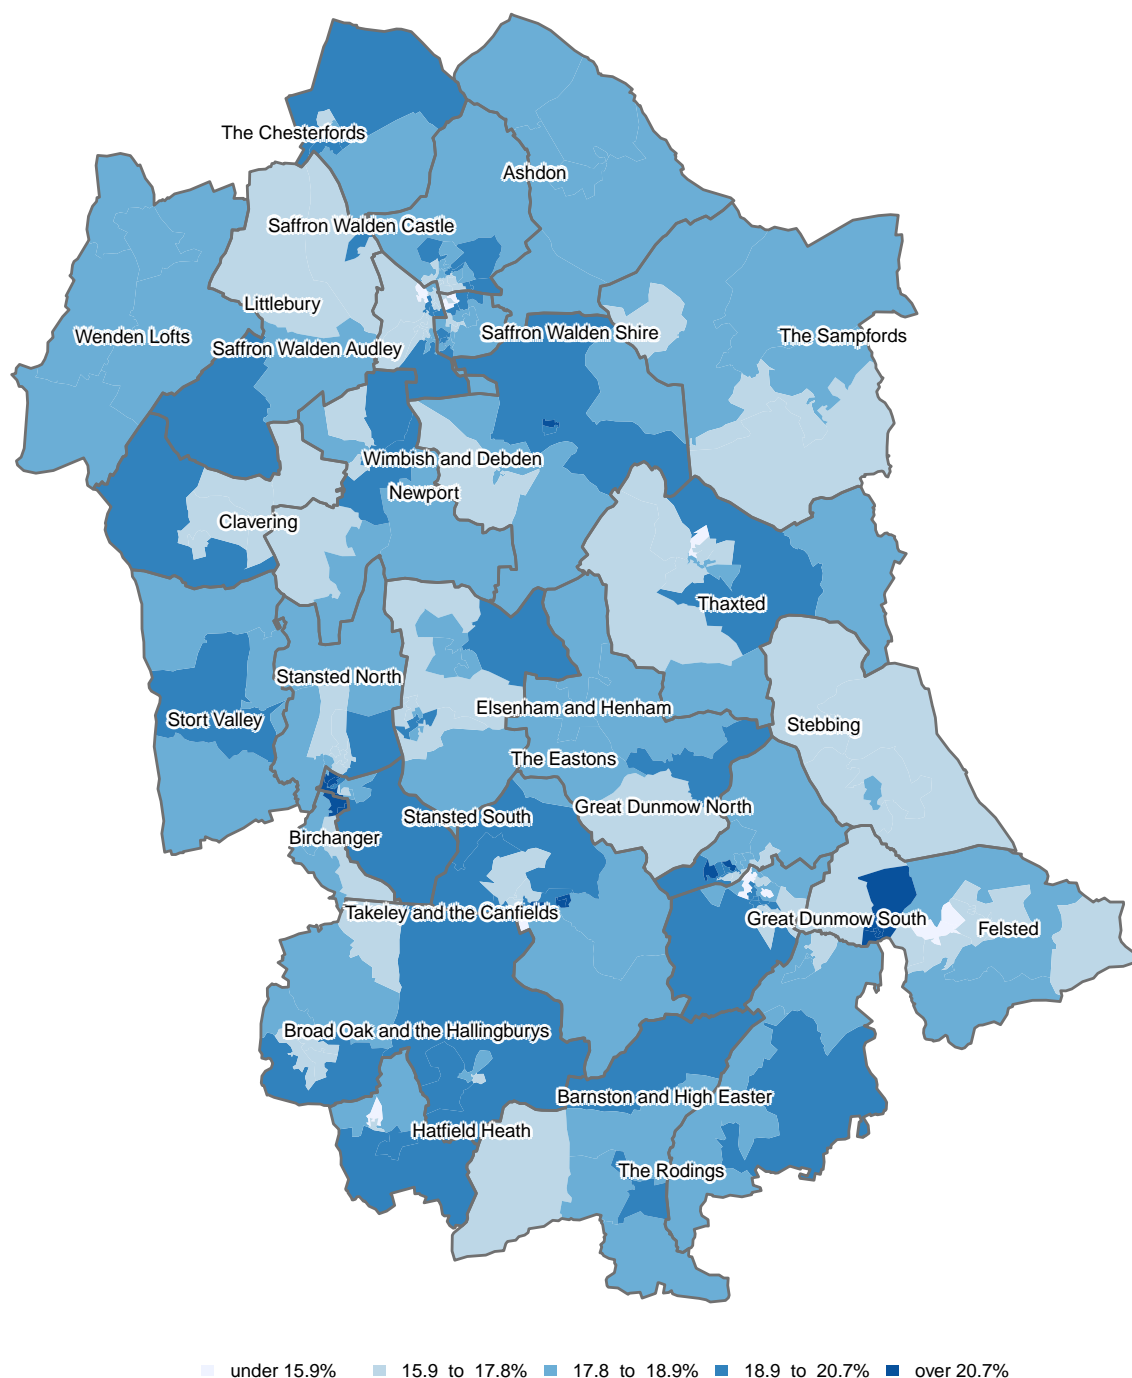 The Chesterfords
Ashdon
Saffron Walden Castle
Littlebury
Wenden Lofts
Saffron Walden Audley
Saffron Walden Shire
The Sampfords
Wimbish and Debden
Newport
Clavering
Thaxted
Stansted North
Elsenham and Henham
Stort Valley
Stebbing
The Eastons
Great Dunmow North
Stansted South
Birchanger
Takeley and the Canfields
Great Dunmow South
Felsted
Broad Oak and the Hallingburys
Barnston and High Easter
Hatfield Heath
The Rodings
under 15.9% 15.9 to 17.8% 17.8 to 18.9% 18.9 to 20.7% over 20.7%